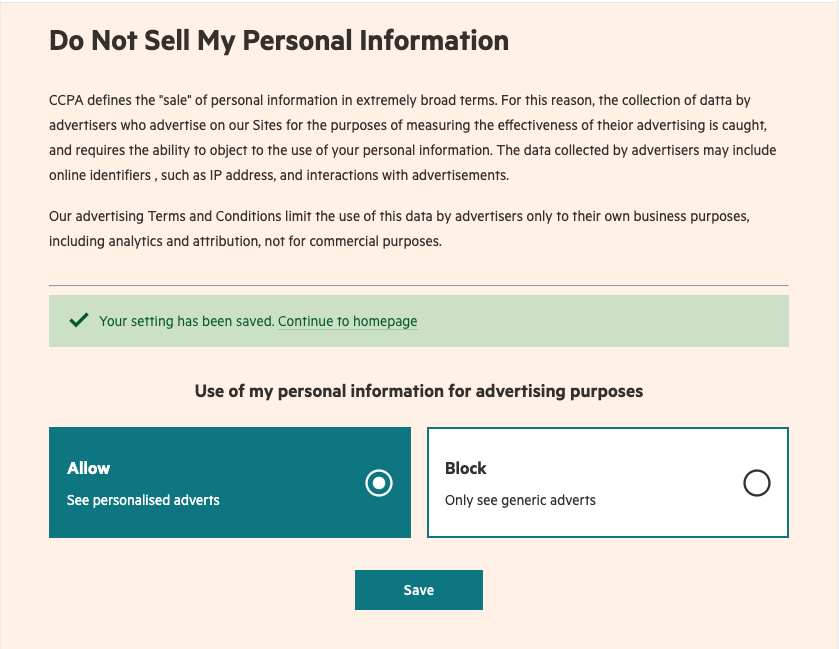 Do Not Sell My Personal Information
CCPA defines the "sale" of personal information in extremely broad terms. For this reason, the collection of datta by
advertisers who advertise on our Sites for the purposes of measuring the effectiveness of theior advertising is caught,
and requires the ability to object to the use of your personal information. The data collected by advertisers may include
online identifiers , such as IP address, and interactions with advertisements.
Our advertising Terms and Conditions limit the use of this data by advertisers only to their own business purposes,
including analytics and attribution, not for commercial purposes.
Your setting has been saved. Continue to homepage
Use of my personal information for advertising purposes
Allow
See personalised adverts
Block
Only see generic adverts
Save